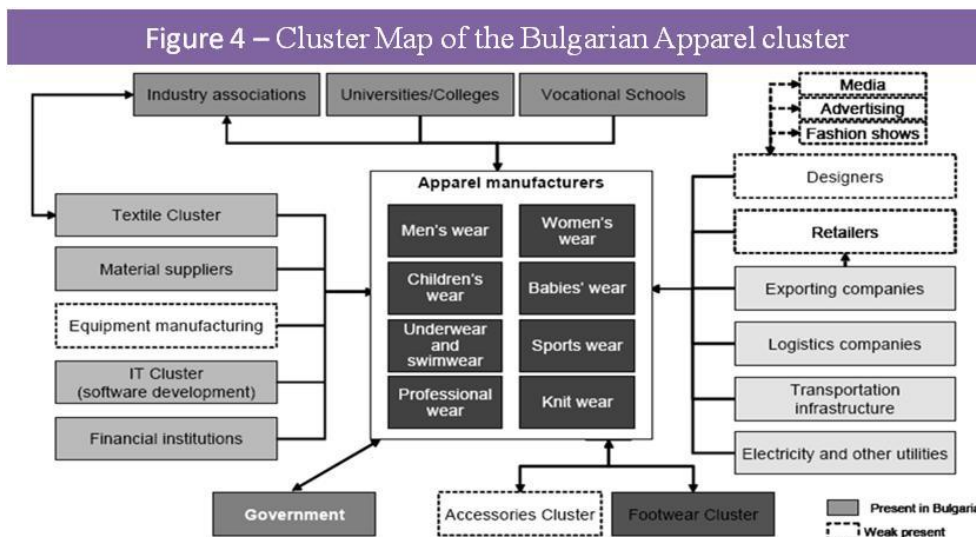 Figure 4 – Cluster Map of the Bulgarian Apparel cluster
Industry associations
Universities/Colleges
Vocational Schools
Media
Advertising
Fashion shows
Apparel manufacturers
Men's wear
Women's
wear
Children's
wear
Babies' wear
Underwear
and
swimwear
Sports wear
Professional
wear
Knit wear
Textile Cluster
Material suppliers
Equipment manufacturing
IT Cluster
(software development)
Financial institutions
Designers
Retailers
Exporting companies
Logistics companies
Transportation
infrastructure
Electricity and other utilities
Government
Accessories Cluster
Footwear Cluster
Present in Bulgaria
Weak present